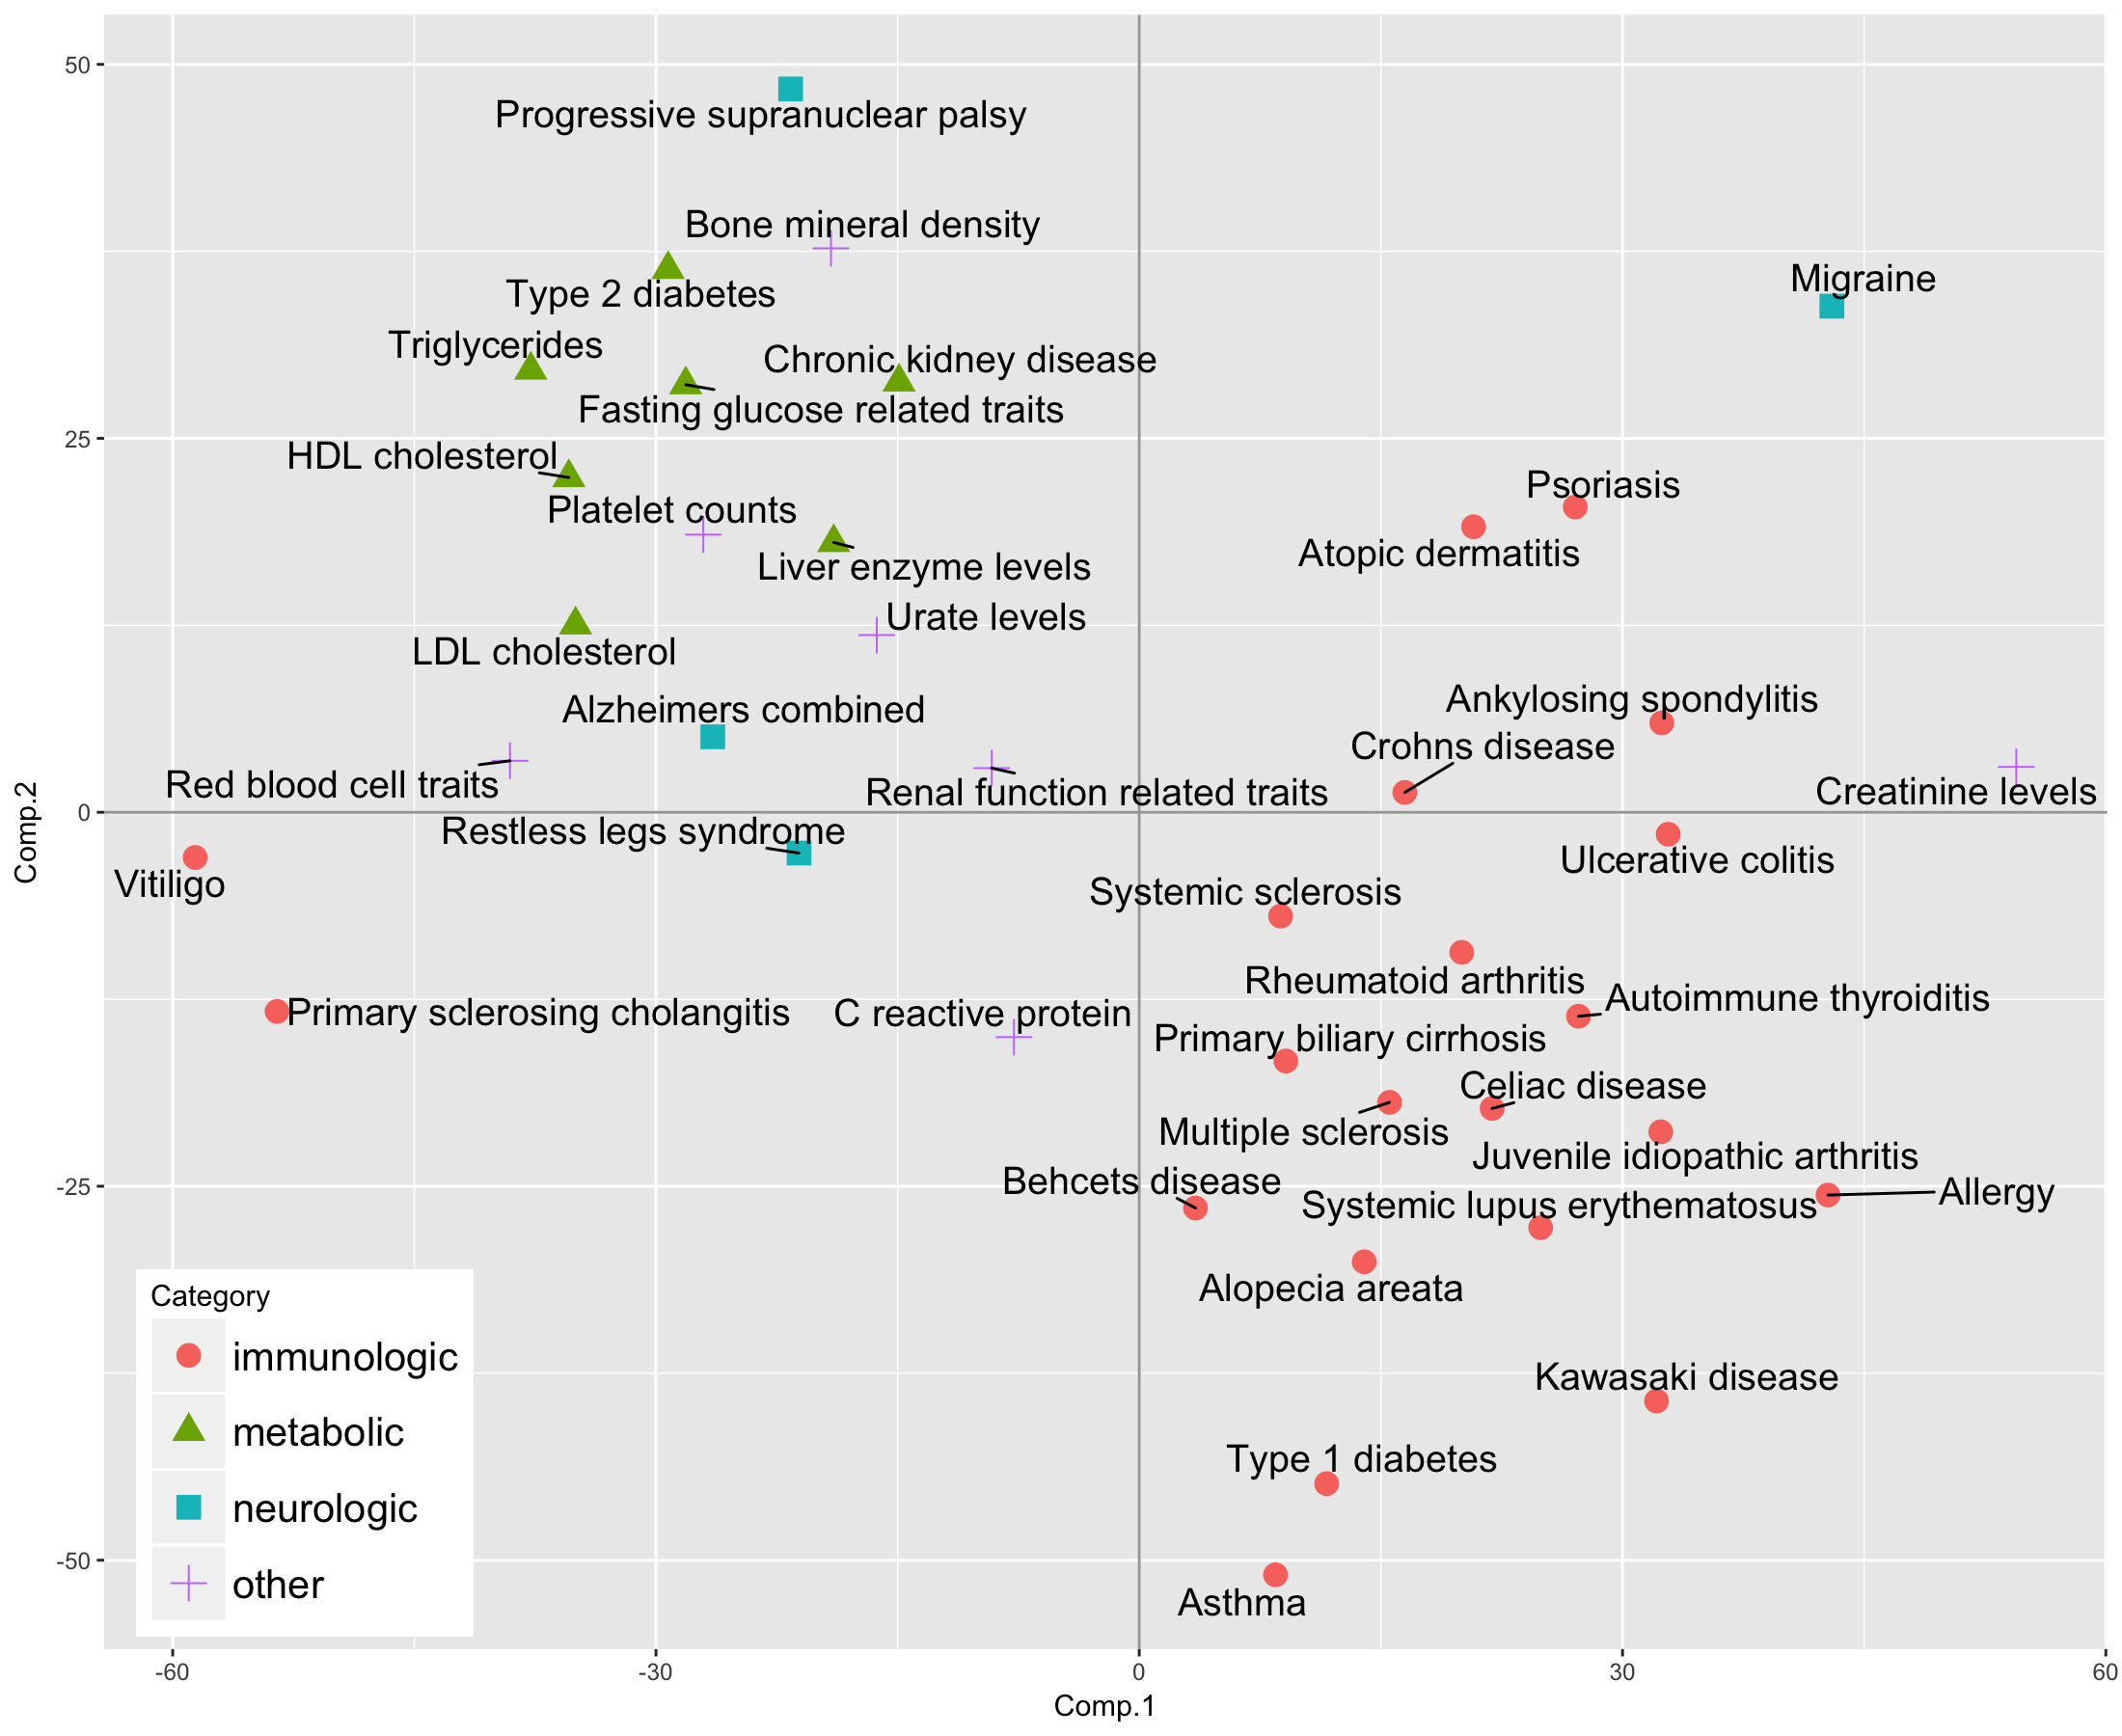 50
Progressive supranuclear palsy
Bone mineral density
Migraine
Type 2 diabetes
Triglycerides
Chronic kidney disease
Fasting glucose related traits
25
HDL cholesterol
Psoriasis
Platelet counts
Atopic dermatitis
Liver enzyme levels
Urate levels
LDL cholesterol
Ankylosing spondylitis
Alzheimers combined
Crohns disease
Red blood cell traits
Renal function related traits
Creatinine levels
0
Restless legs syndrome
Comp.2
Ulcerative colitis
Vitiligo
Systemic sclerosis
Rheumatoid arthritis
Autoimmune thyroiditis
Primary sclerosing cholangitis
C reactive protein
Primary biliary cirrhosis
Celiac disease
Multiple sclerosis
Juvenile idiopathic arthritis
Behcets disease
-25
Allergy
Systemic lupus erythematosus
Alopecia areata
Category
immunologic
metabolic
neurologic
other
Kawasaki disease
Type 1 diabetes
-50
Asthma
-60
-30
0
30
60
Comp.1